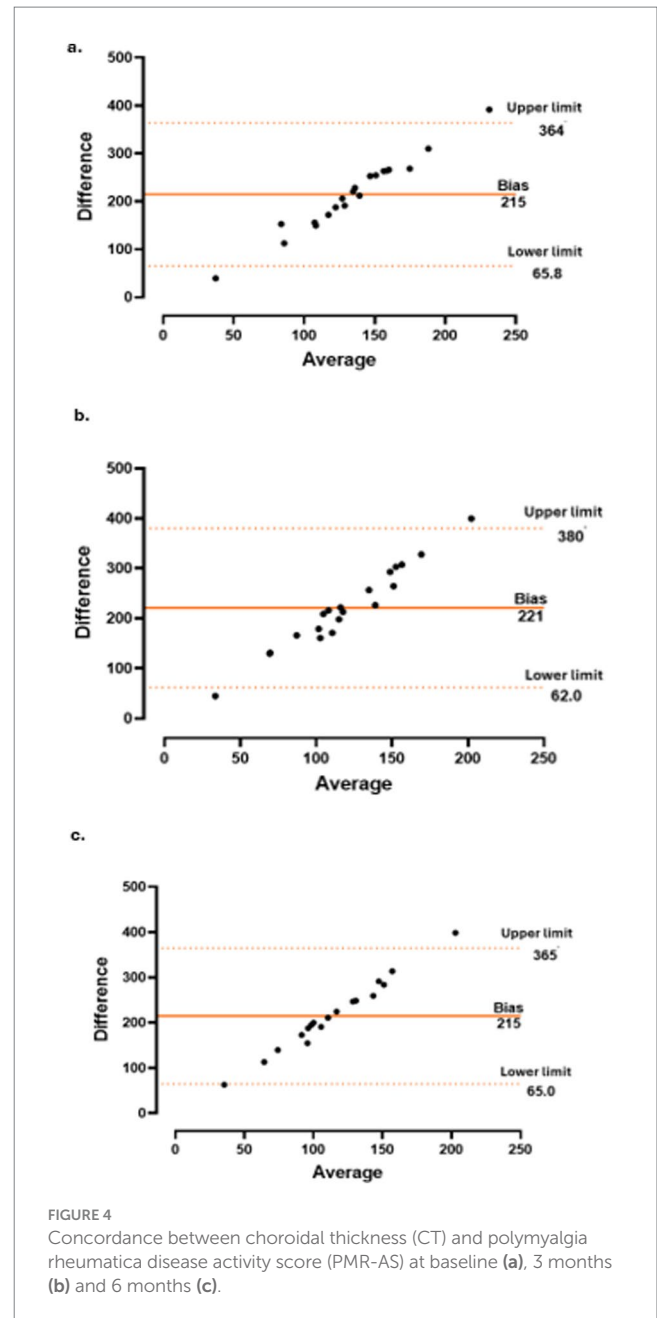 a.
500
400
300
200
100
0
Difference
Upper limit
364
Bias
215
Lower limit
65.8
0 50 100 150 200 250
Average
b.
500
400
300
200
100
0
Difference
Upper limit
380
Bias
221
Lower limit
62.0
0 50 100 150 200 250
Average
c.
500
400
300
200
100
0
Difference
Upper limit
365
Bias
215
Lower limit
65.0
0 50 100 150 200 250
Average
FIGURE 4
Concordance between choroidal thickness (CT) and polymyalgia
rheumatica disease activity score (PMR-AS) at baseline (a), 3 months
(b) and 6 months (c).